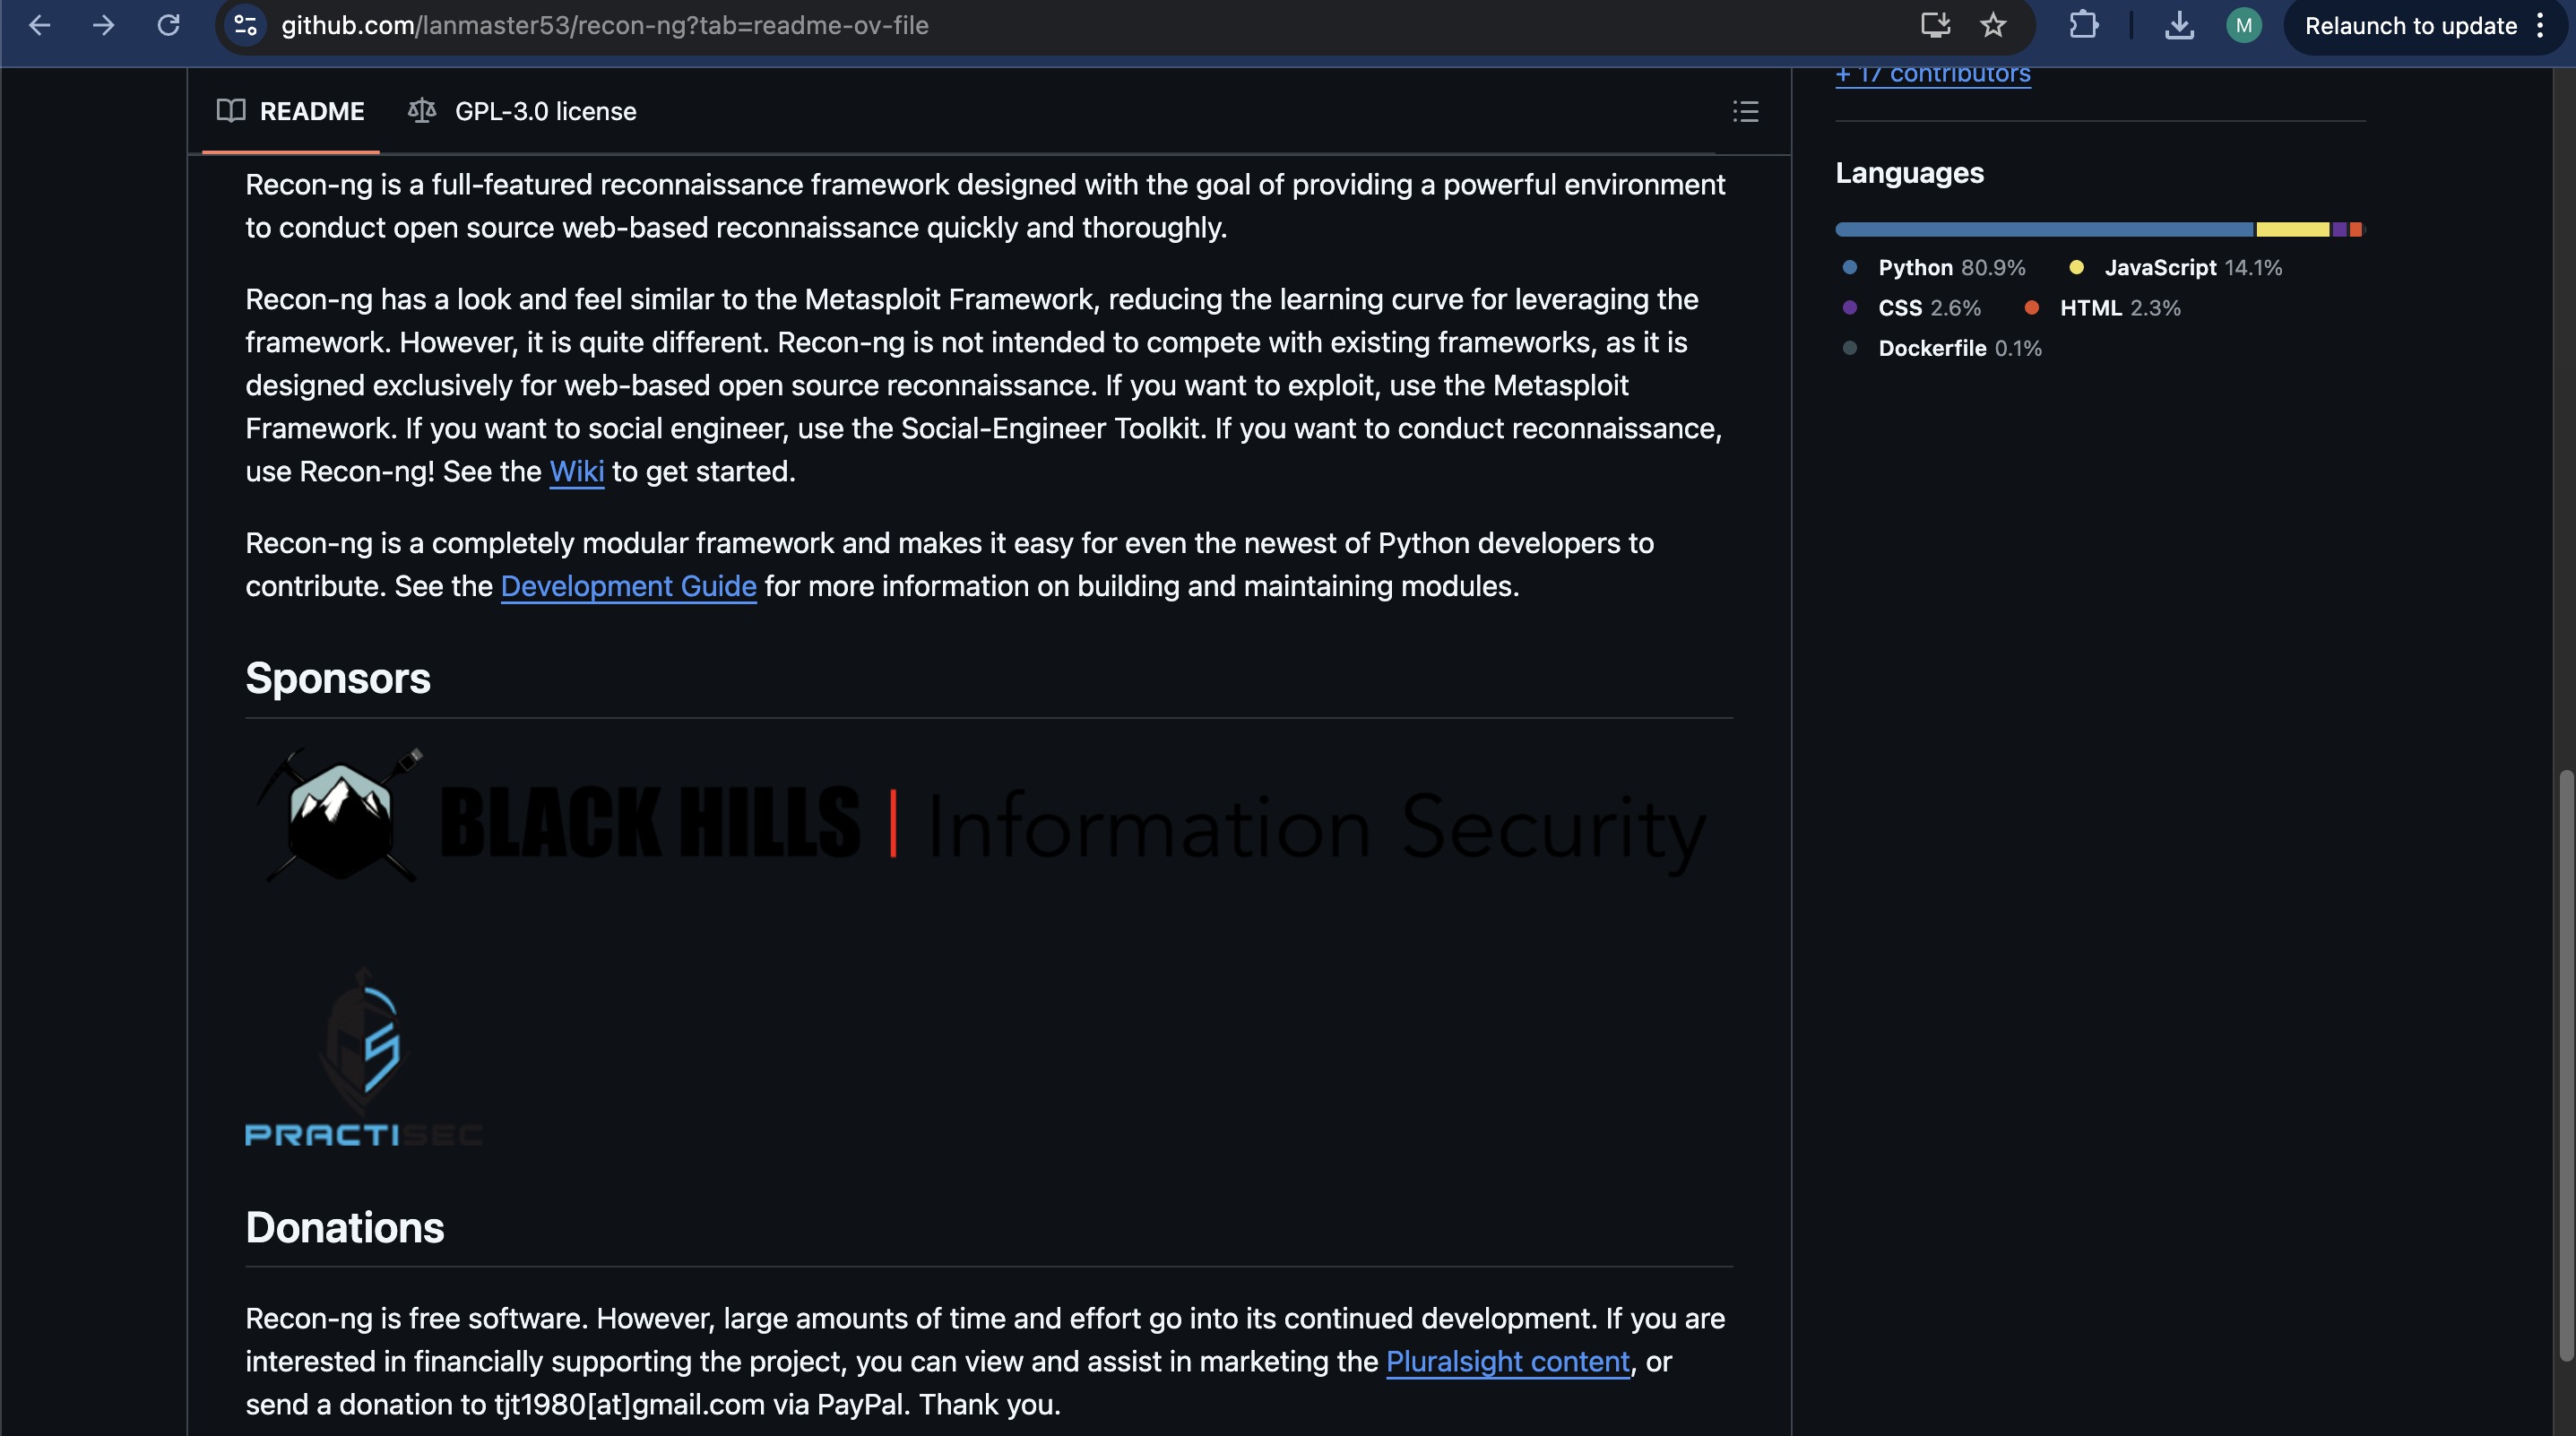 github.com/lanmaster53/recon-ng?tab=readme-ov-file
M
Relaunch to update
README
GPL-3.0 license
Recon-ng is a full-featured reconnaissance framework designed with the goal of providing a powerful environment
to conduct open source web-based reconnaissance quickly and thoroughly.
Recon-ng has a look and feel similar to the Metasploit Framework, reducing the learning curve for leveraging the
framework. However, it is quite different. Recon-ng is not intended to compete with existing frameworks, as it is
designed exclusively for web-based open source reconnaissance. If you want to exploit, use the Metasploit
Framework. If you want to social engineer, use the Social-Engineer Toolkit. If you want to conduct reconnaissance,
use Recon-ng! See the Wiki to get started.
Recon-ng is a completely modular framework and makes it easy for even the newest of Python developers to
contribute. See the Development Guide for more information on building and maintaining modules.
Sponsors
BLACK HILLS | Information Security
PRACTISEC
Donations
Recon-ng is free software. However, large amounts of time and effort go into its continued development. If you are
interested in financially supporting the project, you can view and assist in marketing the Pluralsight content, or
send a donation to tjt1980[at]gmail.com via PayPal. Thank you.
+ 17 contributors
Languages
Python 80.9%
JavaScript 14.1%
CSS 2.6%
HTML 2.3%
Dockerfile 0.1%